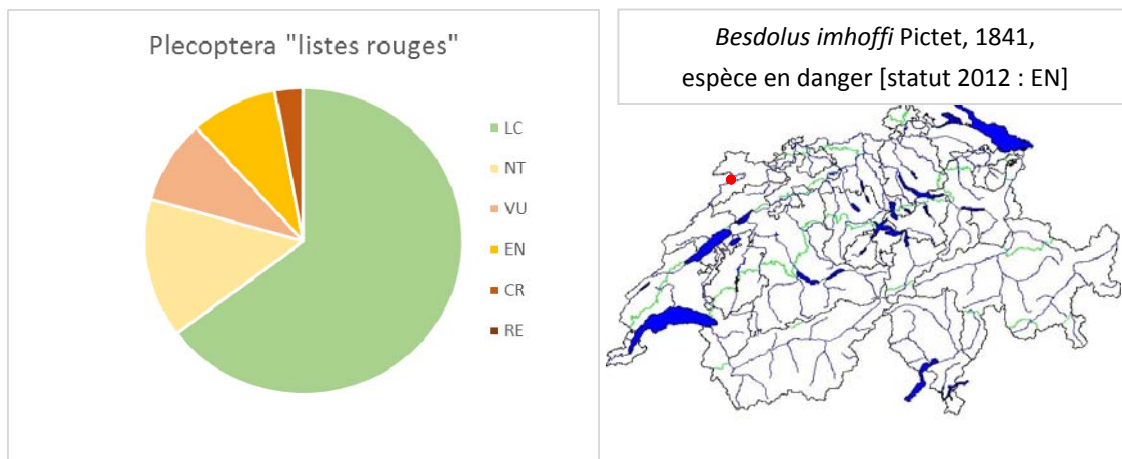 Plecoptera "listes rouges"
LC
NT
VU
EN
CR
RE
Besdolus imhoffi Pictet, 1841,
espèce en danger [statut 2012 : EN]